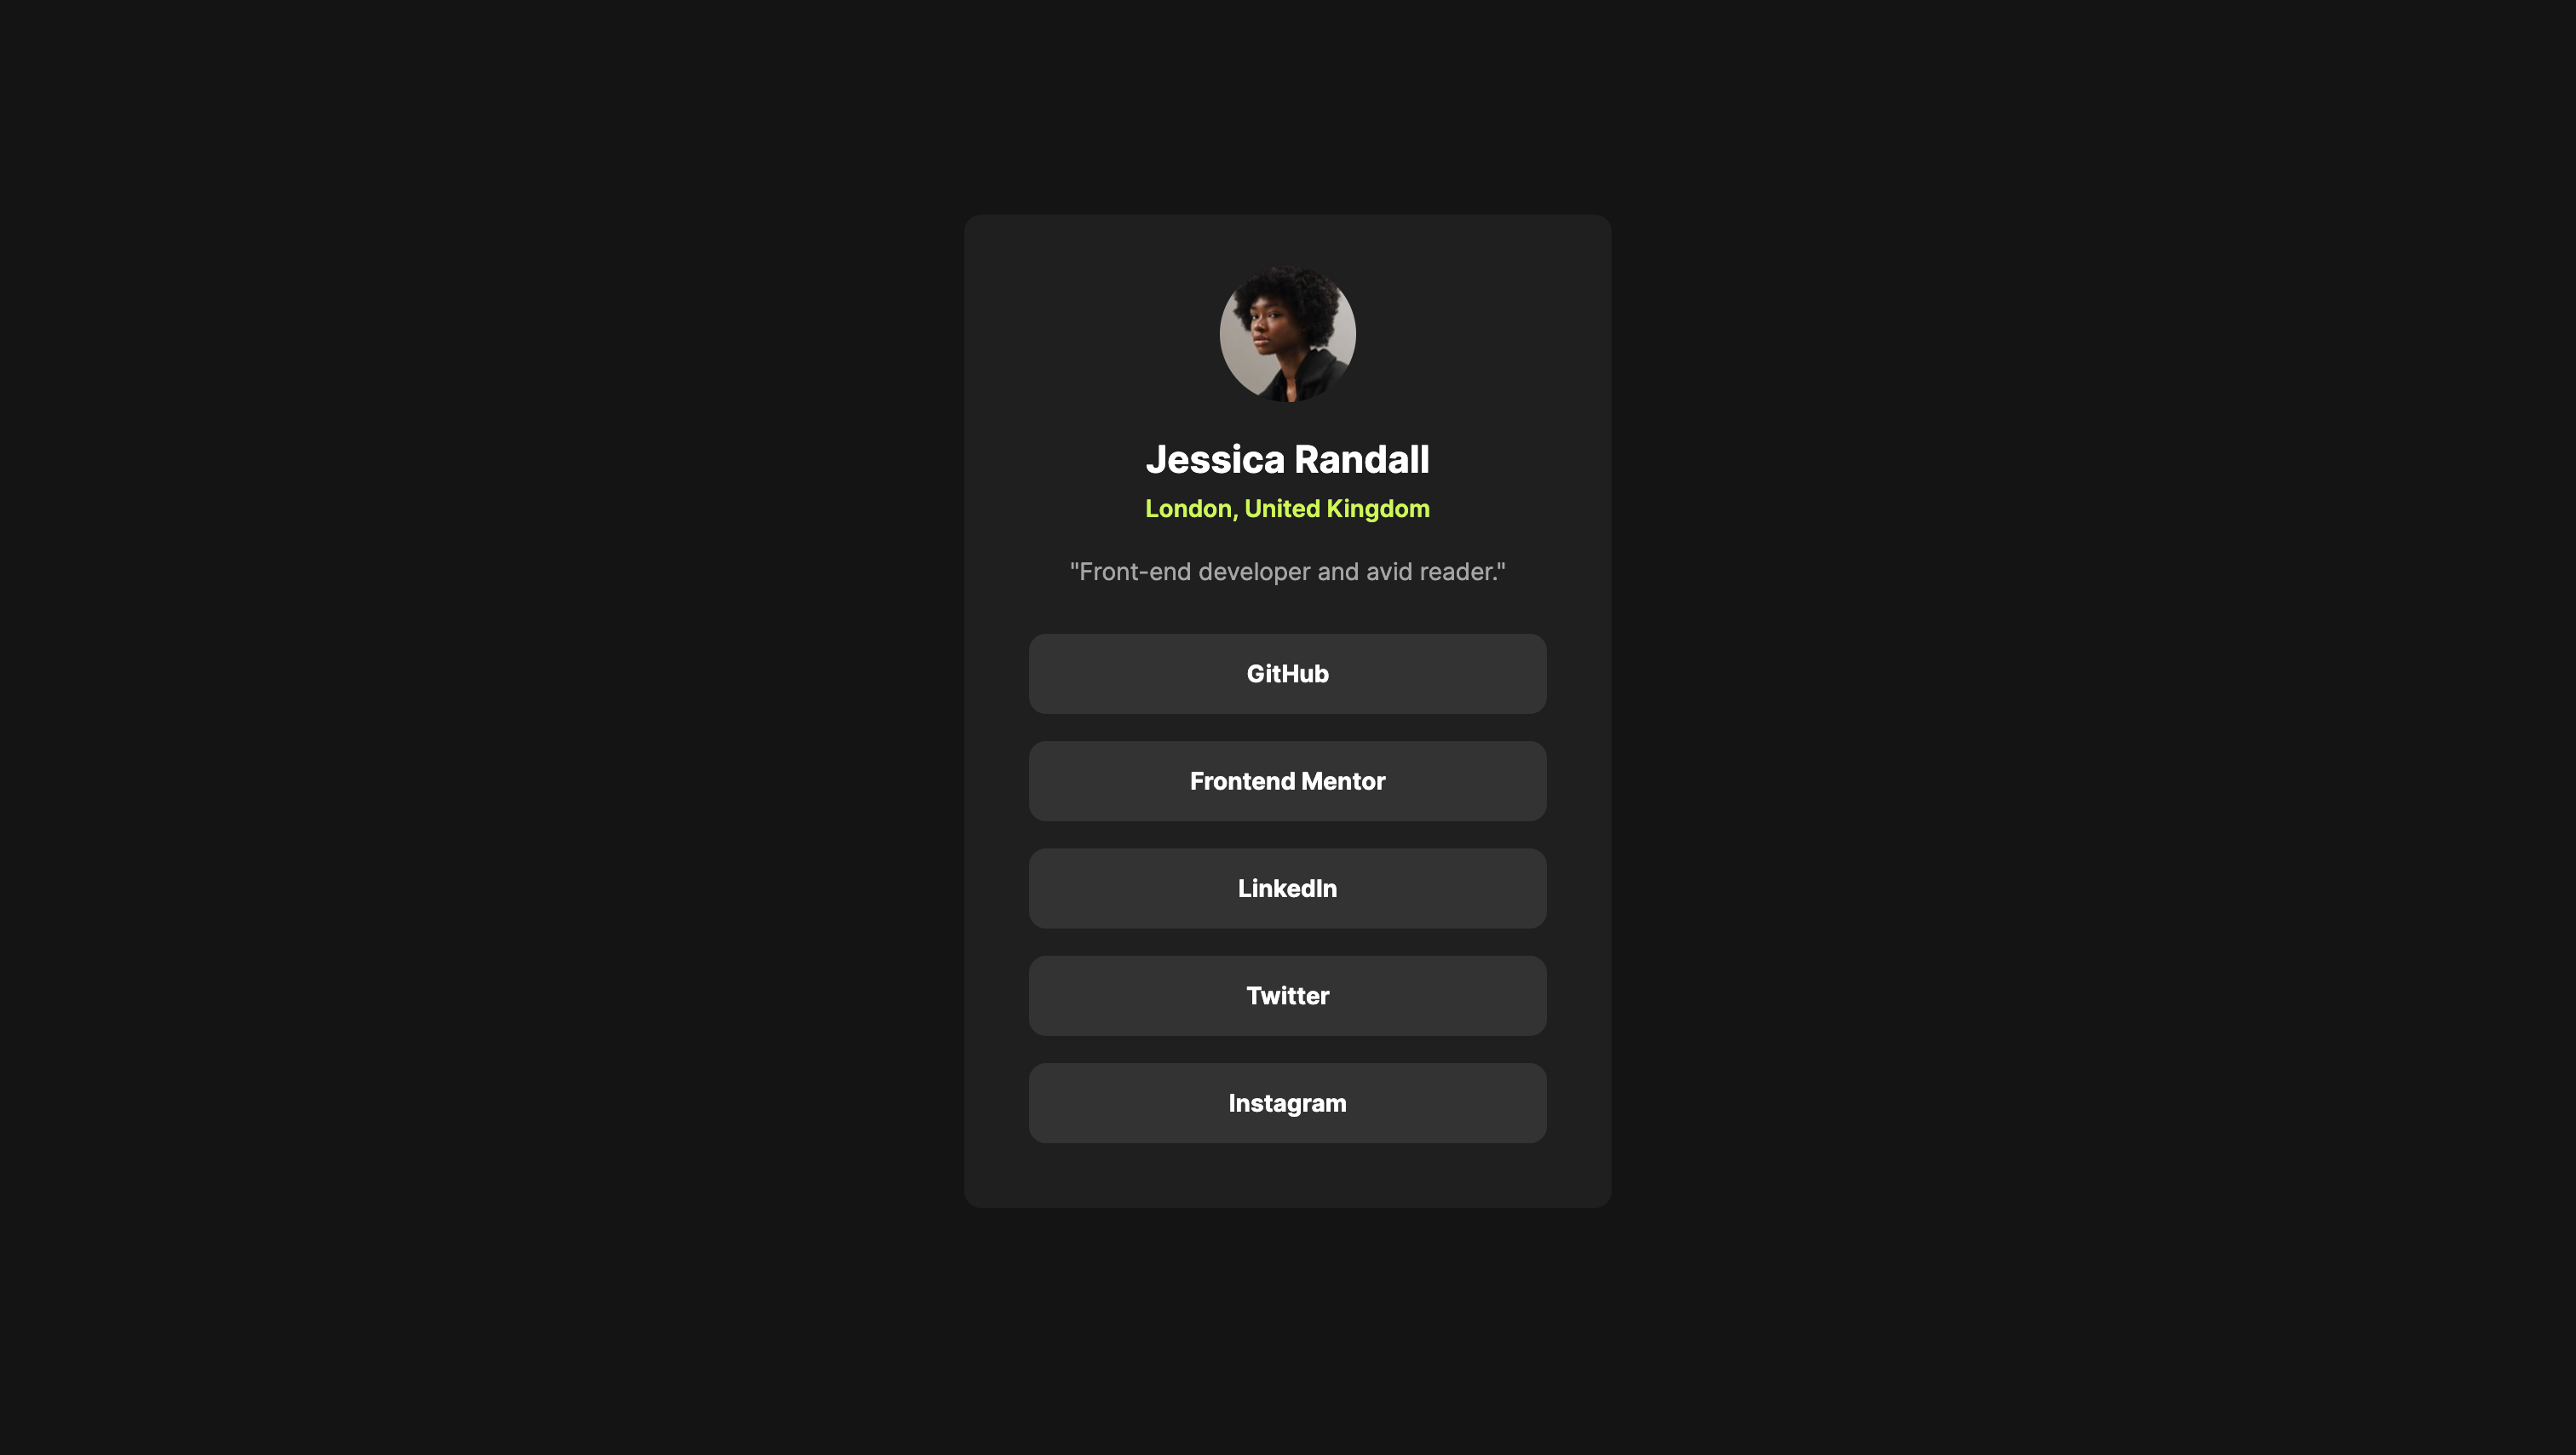 Jessica Randall
London, United Kingdom
"Front-end developer and avid reader."
GitHub
Frontend Mentor
LinkedIn
Twitter
Instagram